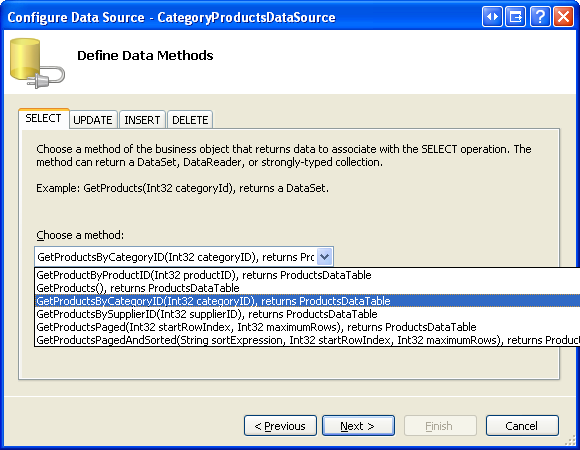 Configure Data Source - CategoryProductsDataSource
Define Data Methods
SELECT UPDATE INSERT DELETE
Choose a method of the business object that returns data to associate with the SELECT operation. The
method can return a DataSet, DataReader, or strongly-typed collection.
Example: GetProducts(Int32 categoryId), returns a DataSet.
Choose a method:
GetProductsByCategoryID(Int32 categoryID), returns Prc
GetProductByProductID(Int32 productID), returns ProductsDataTable
GetProducts(), returns ProductsDataTable
GetProductsByCategoryID(Int32 categoryID), returns ProductsDataTable
GetProductsBySupplierID(Int32 supplierID), returns ProductsDataTable
GetProductsPaged(Int32 startRowIndex, Int32 maximumRows), returns ProductsDataTable
GetProductsPagedAndSorted(String sortExpression, Int32 startRowIndex, Int32 maximumRows), returns Product
< Previous Next > Finish Cancel